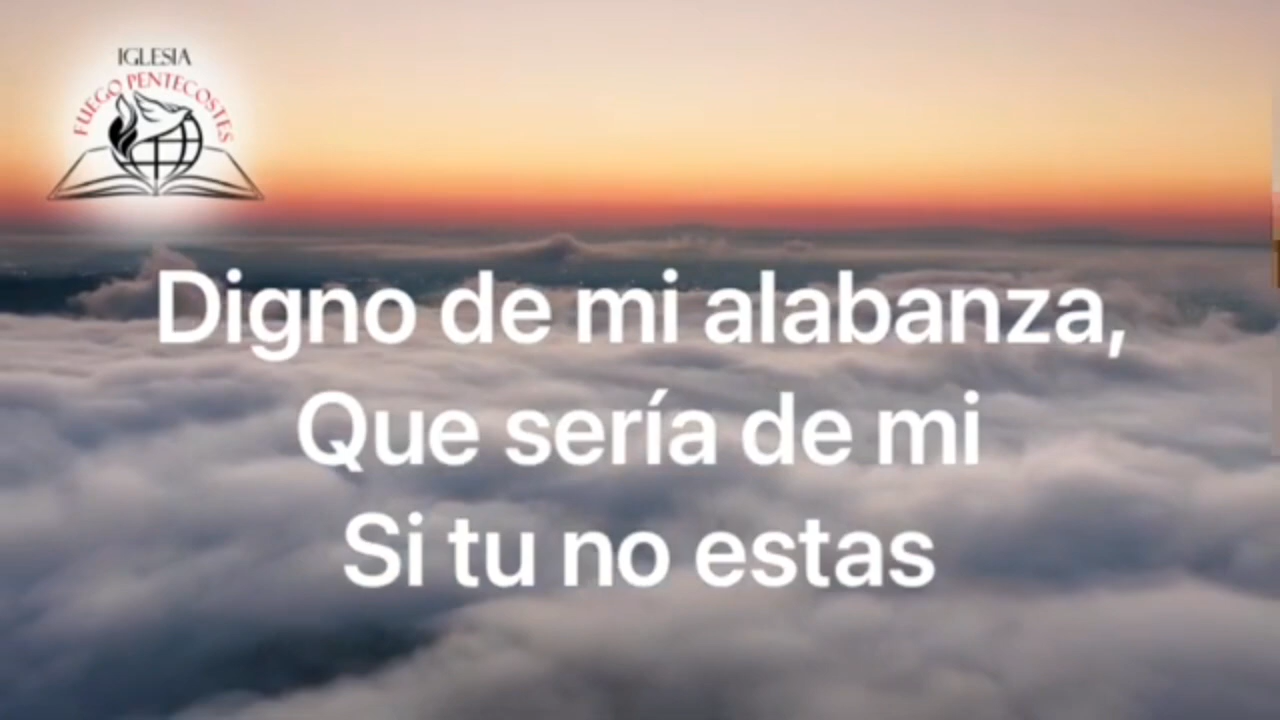 IGLESIA
FUEGO PENTECOSTES
Digno de mi alabanza,
Que sería de mi
Si tu no estas